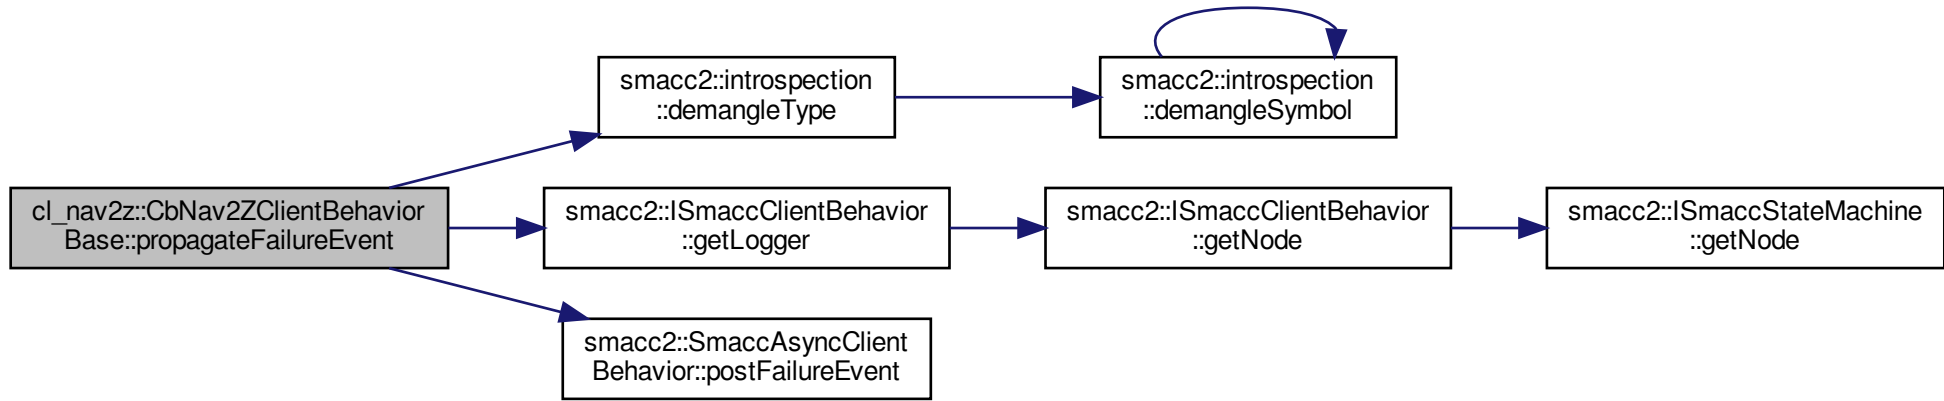 smacc2::introspection
::demangleType
smacc2::introspection
::demangleSymbol
cl_nav2z::CbNav2ZClientBehavior
Base::propagateFailureEvent
smacc2::ISmaccClientBehavior
::getLogger
smacc2::ISmaccClientBehavior
::getNode
smacc2::ISmaccStateMachine
::getNode
smacc2::SmaccAsyncClient
Behavior::postFailureEvent